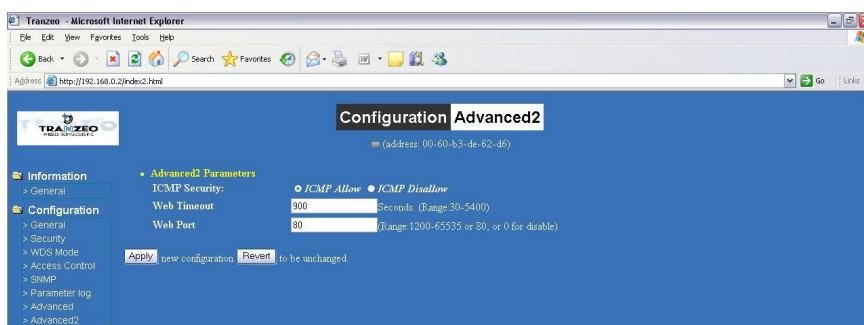 Tranzeo - Microsoft Internet Explorer
File Edit View Favorites Tools Help
Back Search Favorites
Address http://192.168.0.2/index2.html Go Links
TRANZEO
WIRELESS TECHNOLOGIES INC
Configuration Advanced2
(address: 00-60-b3-de-62-d6)
Information
> General
Configuration
> General
> Security
> WDS Mode
> Access Control
> SNMP
> Parameter log
> Advanced
> Advanced2
• Advanced2 Parameters
ICMP Security: ICMP Allow ICMP Disallow
Web Timeout 900 Seconds. (Range:30-5400)
Web Port 80 (Range:1200-65535 or 80, or 0 for disable)
Apply new configuration Revert to be unchanged